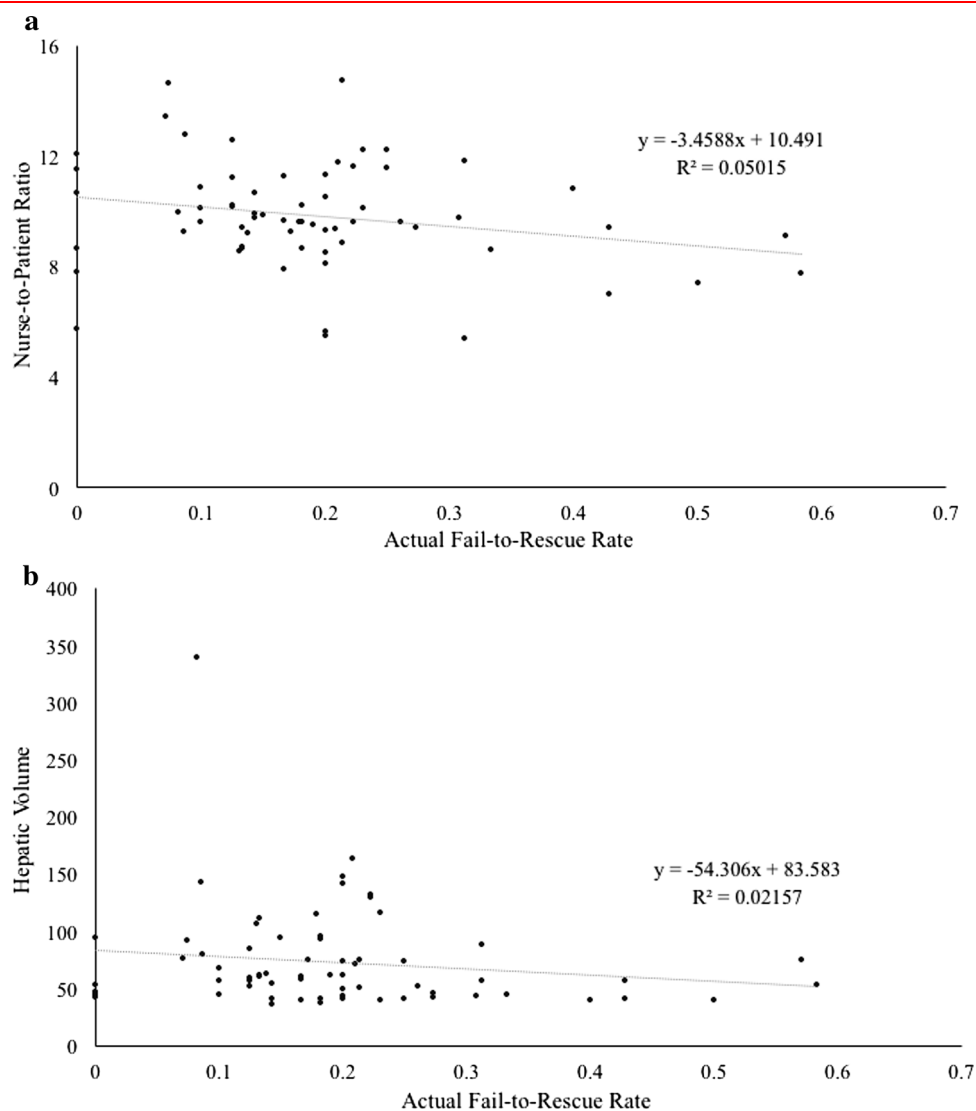 a
16
12
8
4
0
Nurse-to-Patient Ratio
y = -3.4588x + 10.491
R² = 0.05015
0 0.1 0.2 0.3 0.4 0.5 0.6 0.7
Actual Fail-to-Rescue Rate
b
400
350
300
250
200
150
100
50
0
Hepatic Volume
y = -54.306x + 83.583
R² = 0.02157
0 0.1 0.2 0.3 0.4 0.5 0.6 0.7
Actual Fail-to-Rescue Rate